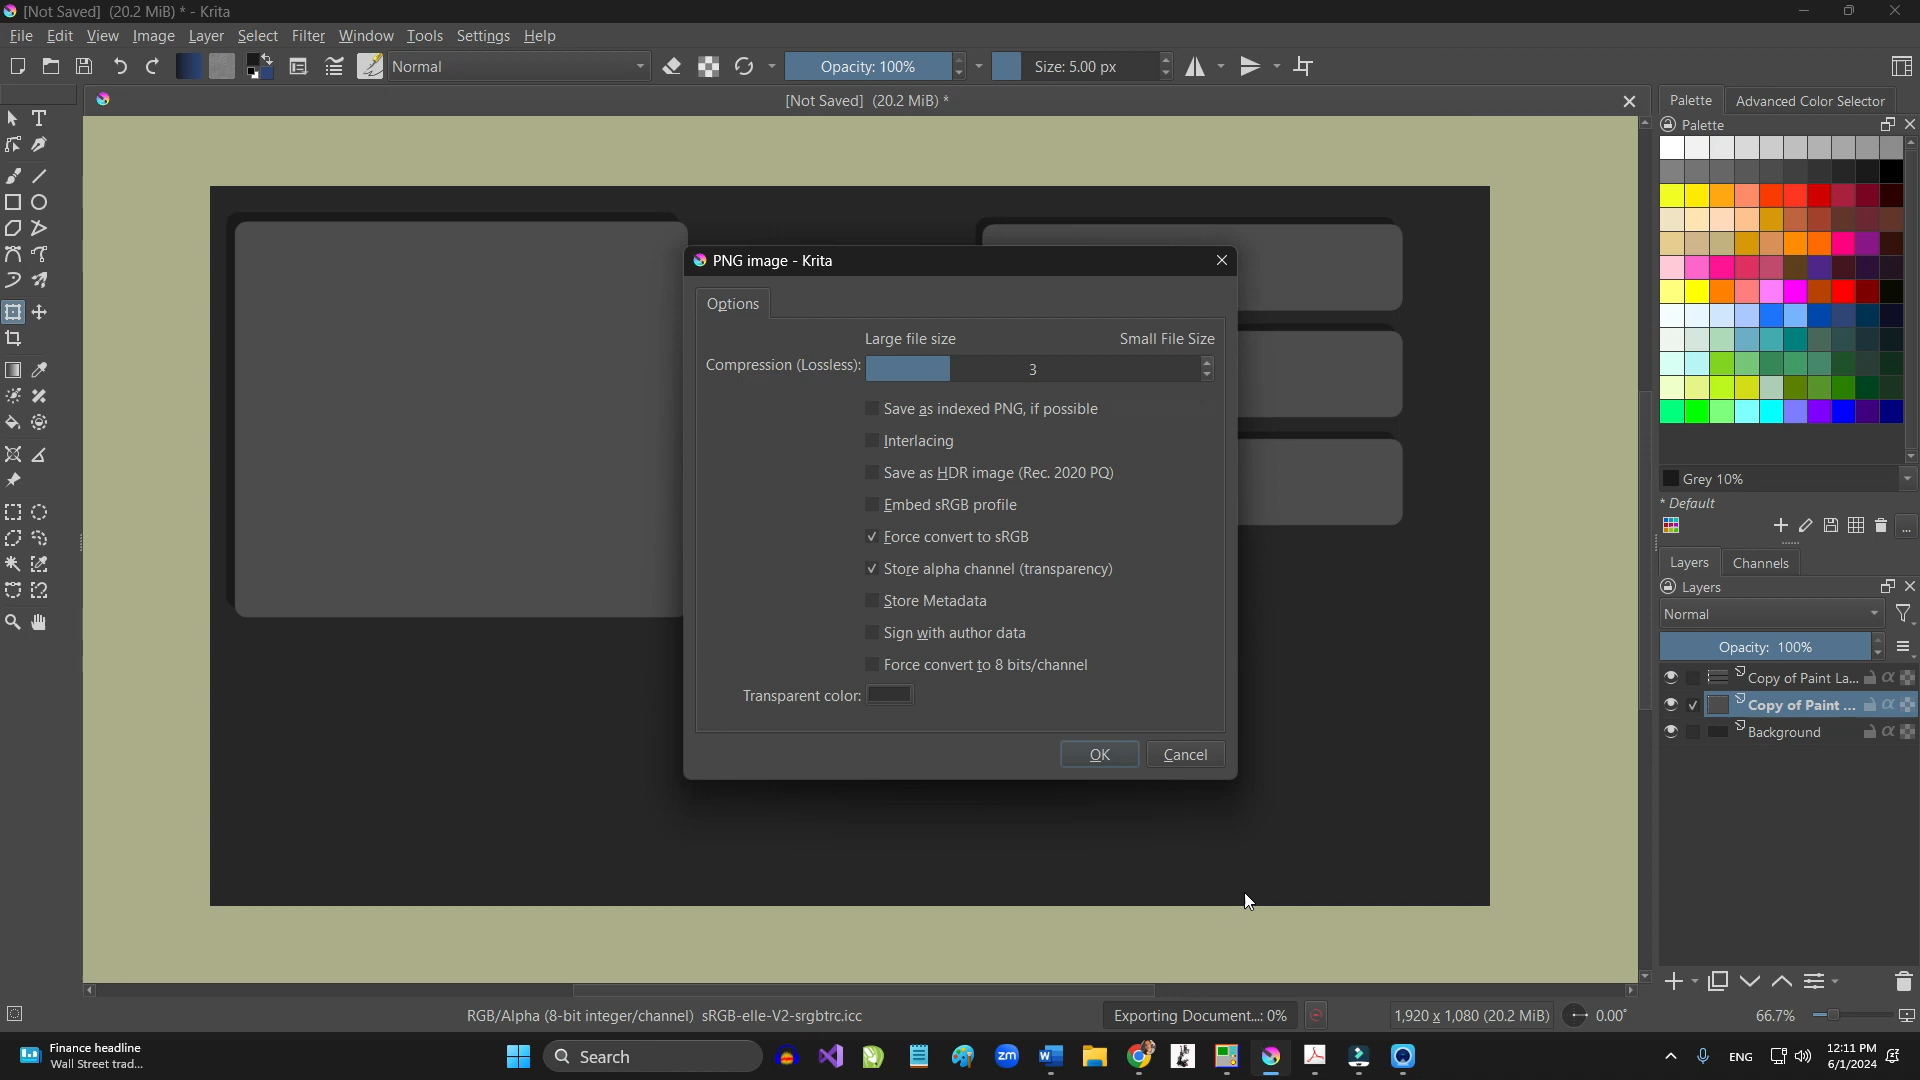 [Not Saved] (20.2 MiB) * - Krita
File Edit View Image Layer Select Filter Window Tools Settings Help
Normal Opacity: 100% Size: 5.00 px
[Not Saved] (20.2 MiB) *
Palette Advanced Color Selector
Palette
PNG image - Krita
Options
Large file size Small File Size
Compression (Lossless): 3
Save as indexed PNG, if possible
Interlacing
Save as HDR image (Rec. 2020 PQ)
Embed sRGB profile
Force convert to sRGB
Store alpha channel (transparency)
Store Metadata
Sign with author data
Force convert to 8 bits/channel
Transparent color:
OK Cancel
Grey 10%
* Default
...
Layers Channels
Layers
Normal
Opacity: 100%
Copy of Paint La...
Copy of Paint ...
Background
RGB/Alpha (8-bit integer/channel) sRGB-elle-V2-srgbtrc.icc
Exporting Document...: 0%
1,920 x 1,080 (20.2 MiB)
0.00°
66.7%
Finance headline
Wall Street trad...
Search
zm
W
ENG
12:11 PM
6/1/2024